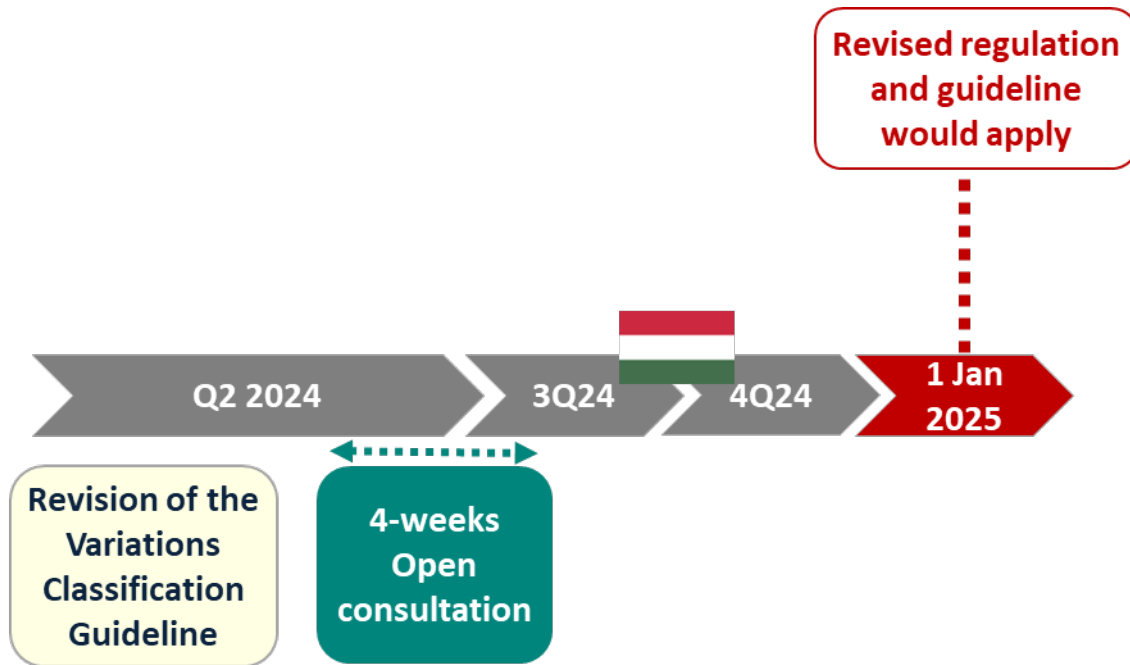 Revised regulation
and guideline
would apply
Q2 2024
3Q24
4Q24
1 Jan
2025
Revision of the
Variations
Classification
Guideline
4-weeks
Open
consultation